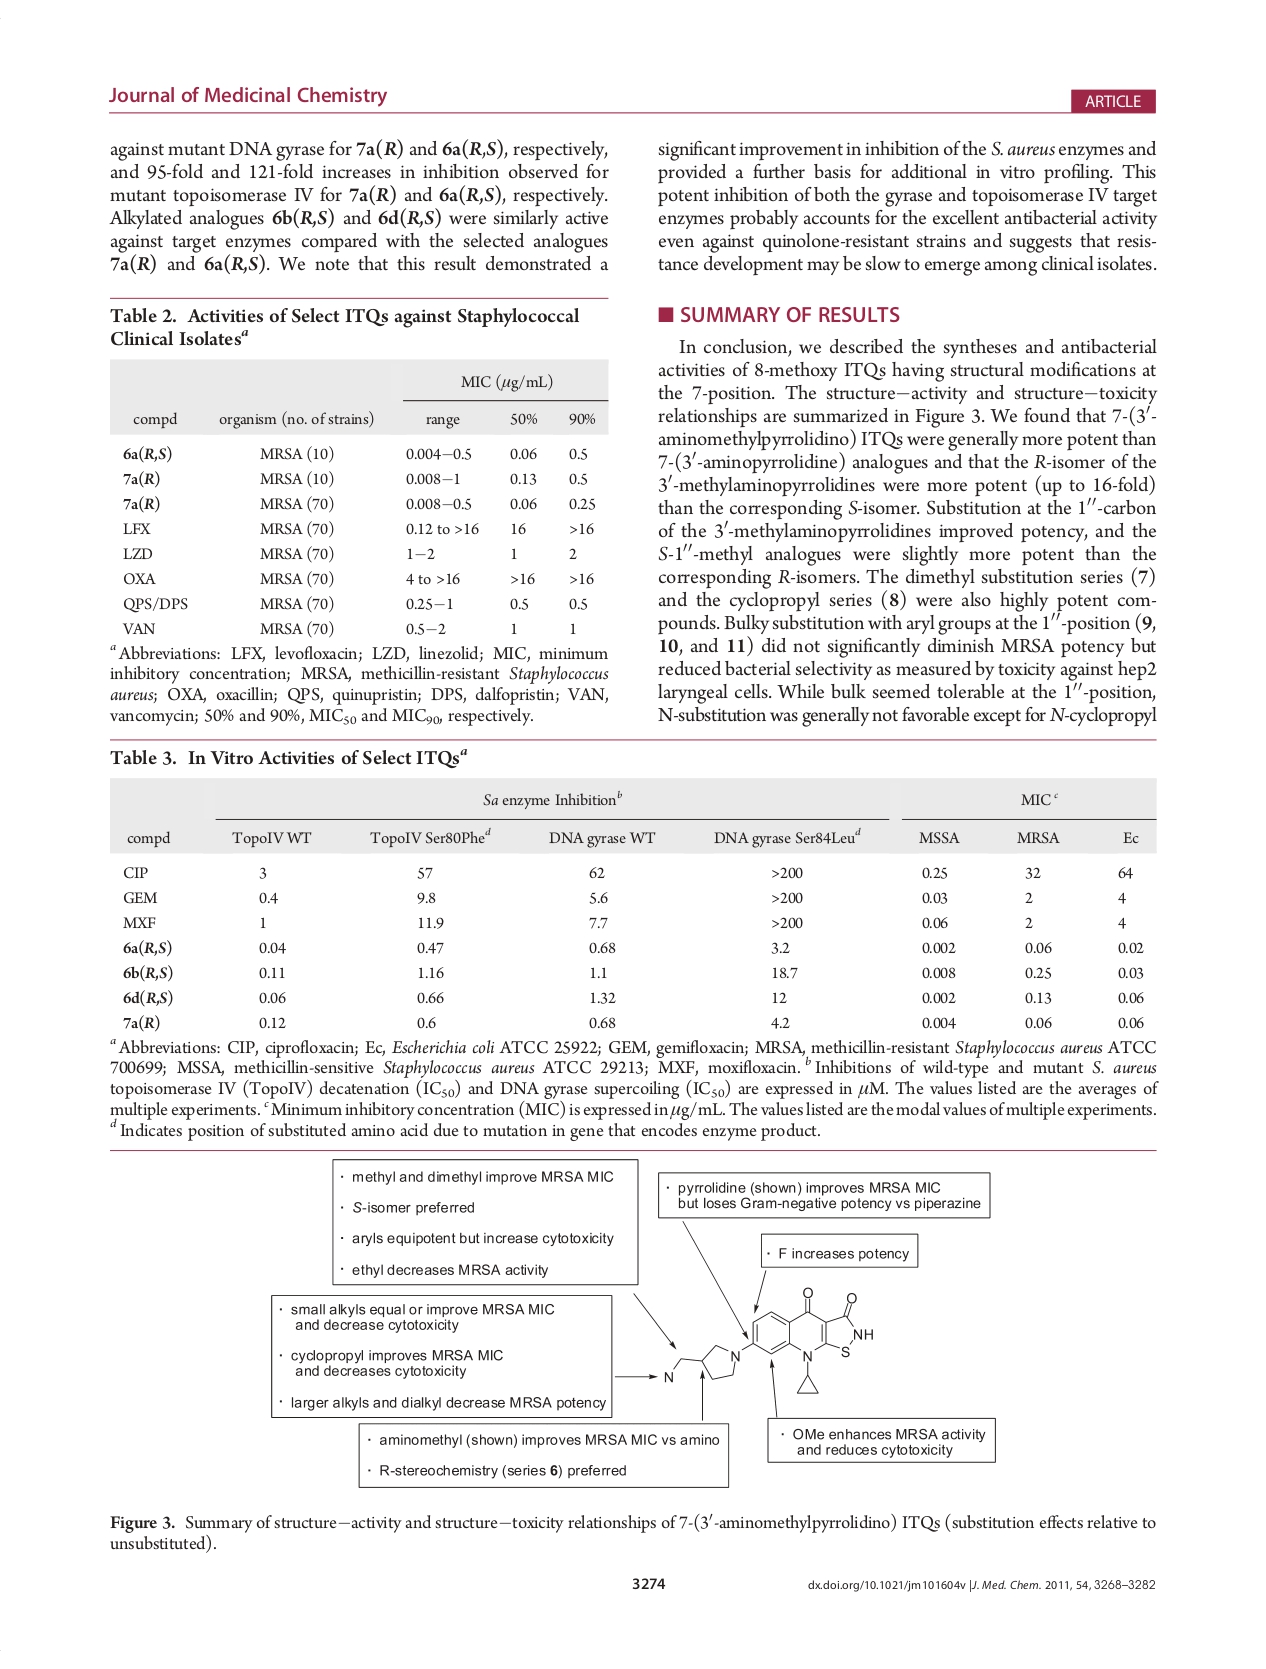 Journal of Medicinal Chemistry
ARTICLE
against mutant DNA gyrase for 7a(R) and 6a(R,S), respectively,
and 95-fold and 121-fold increases in inhibition observed for
mutant topoisomerase IV for 7a(R) and 6a(R,S), respectively.
Alkylated analogues 6b(R,S) and 6d(R,S) were similarly active
against target enzymes compared with the selected analogues
7a(R) and 6a(R,S). We note that this result demonstrated a
Table 2. Activities of Select ITQs against Staphylococcal
Clinical Isolates^a
MIC (μg/mL)
compd organism (no. of strains) range 50% 90%
6a(R,S) MRSA (10) 0.004−0.5 0.06 0.5
7a(R) MRSA (10) 0.008−1 0.13 0.5
7a(R) MRSA (70) 0.008−0.5 0.06 0.25
LFX MRSA (70) 0.12 to >16 16 >16
LZD MRSA (70) 1−2 1 2
OXA MRSA (70) 4 to >16 >16 >16
QPS/DPS MRSA (70) 0.25−1 0.5 0.5
VAN MRSA (70) 0.5−2 1 1
^a Abbreviations: LFX, levofloxacin; LZD, linezolid; MIC, minimum
inhibitory concentration; MRSA, methicillin-resistant Staphylococcus
aureus; OXA, oxacillin; QPS, quinupristin; DPS, dalfopristin; VAN,
vancomycin; 50% and 90%, MIC50 and MIC90, respectively.
significant improvement in inhibition of the S. aureus enzymes and
provided a further basis for additional in vitro profiling. This
potent inhibition of both the gyrase and topoisomerase IV target
enzymes probably accounts for the excellent antibacterial activity
even against quinolone-resistant strains and suggests that resis-
tance development may be slow to emerge among clinical isolates.
■ SUMMARY OF RESULTS
In conclusion, we described the syntheses and antibacterial
activities of 8-methoxy ITQs having structural modifications at
the 7-position. The structure−activity and structure−toxicity
relationships are summarized in Figure 3. We found that 7-(3′-
aminomethylpyrrolidino) ITQs were generally more potent than
7-(3′-aminopyrrolidine) analogues and that the R-isomer of the
3′-methylaminopyrrolidines were more potent (up to 16-fold)
than the corresponding S-isomer. Substitution at the 1″-carbon
of the 3′-methylaminopyrrolidines improved potency, and the
S-1″-methyl analogues were slightly more potent than the
corresponding R-isomers. The dimethyl substitution series (7)
and the cyclopropyl series (8) were also highly potent com-
pounds. Bulky substitution with aryl groups at the 1″-position (9,
10, and 11) did not significantly diminish MRSA potency but
reduced bacterial selectivity as measured by toxicity against hep2
laryngeal cells. While bulk seemed tolerable at the 1″-position,
N-substitution was generally not favorable except for N-cyclopropyl
Table 3. In Vitro Activities of Select ITQs^a
Sa enzyme Inhibition^b MIC^c
compd TopoIV WT TopoIV Ser80Phe^d DNA gyrase WT DNA gyrase Ser84Leu^d MSSA MRSA Ec
CIP 3 57 62 >200 0.25 32 64
GEM 0.4 9.8 5.6 >200 0.03 2 4
MXF 1 11.9 7.7 >200 0.06 2 4
6a(R,S) 0.04 0.47 0.68 3.2 0.002 0.06 0.02
6b(R,S) 0.11 1.16 1.1 18.7 0.008 0.25 0.03
6d(R,S) 0.06 0.66 1.32 12 0.002 0.13 0.06
7a(R) 0.12 0.6 0.68 4.2 0.004 0.06 0.06
^a Abbreviations: CIP, ciprofloxacin; Ec, Escherichia coli ATCC 25922; GEM, gemifloxacin; MRSA, methicillin-resistant Staphylococcus aureus ATCC
700699; MSSA, methicillin-sensitive Staphylococcus aureus ATCC 29213; MXF, moxifloxacin. ^b Inhibitions of wild-type and mutant S. aureus
topoisomerase IV (TopoIV) decatenation (IC50) and DNA gyrase supercoiling (IC50) are expressed in μM. The values listed are the averages of
multiple experiments. ^c Minimum inhibitory concentration (MIC) is expressed in μg/mL. The values listed are the modal values of multiple experiments.
^d Indicates position of substituted amino acid due to mutation in gene that encodes enzyme product.
· methyl and dimethyl improve MRSA MIC
· S-isomer preferred
· aryls equipotent but increase cytotoxicity
· ethyl decreases MRSA activity
· pyrrolidine (shown) improves MRSA MIC
but loses Gram-negative potency vs piperazine
· F increases potency
· small alkyls equal or improve MRSA MIC
and decrease cytotoxicity
· cyclopropyl improves MRSA MIC
and decreases cytotoxicity
· larger alkyls and dialkyl decrease MRSA potency
O
O
NH
S
N
N
N
· aminomethyl (shown) improves MRSA MIC vs amino
· R-stereochemistry (series 6) preferred
· OMe enhances MRSA activity
and reduces cytotoxicity
Figure 3. Summary of structure−activity and structure−toxicity relationships of 7-(3′-aminomethylpyrrolidino) ITQs (substitution effects relative to
unsubstituted).
3274
dx.doi.org/10.1021/jm101604v |J. Med. Chem. 2011, 54, 3268–3282